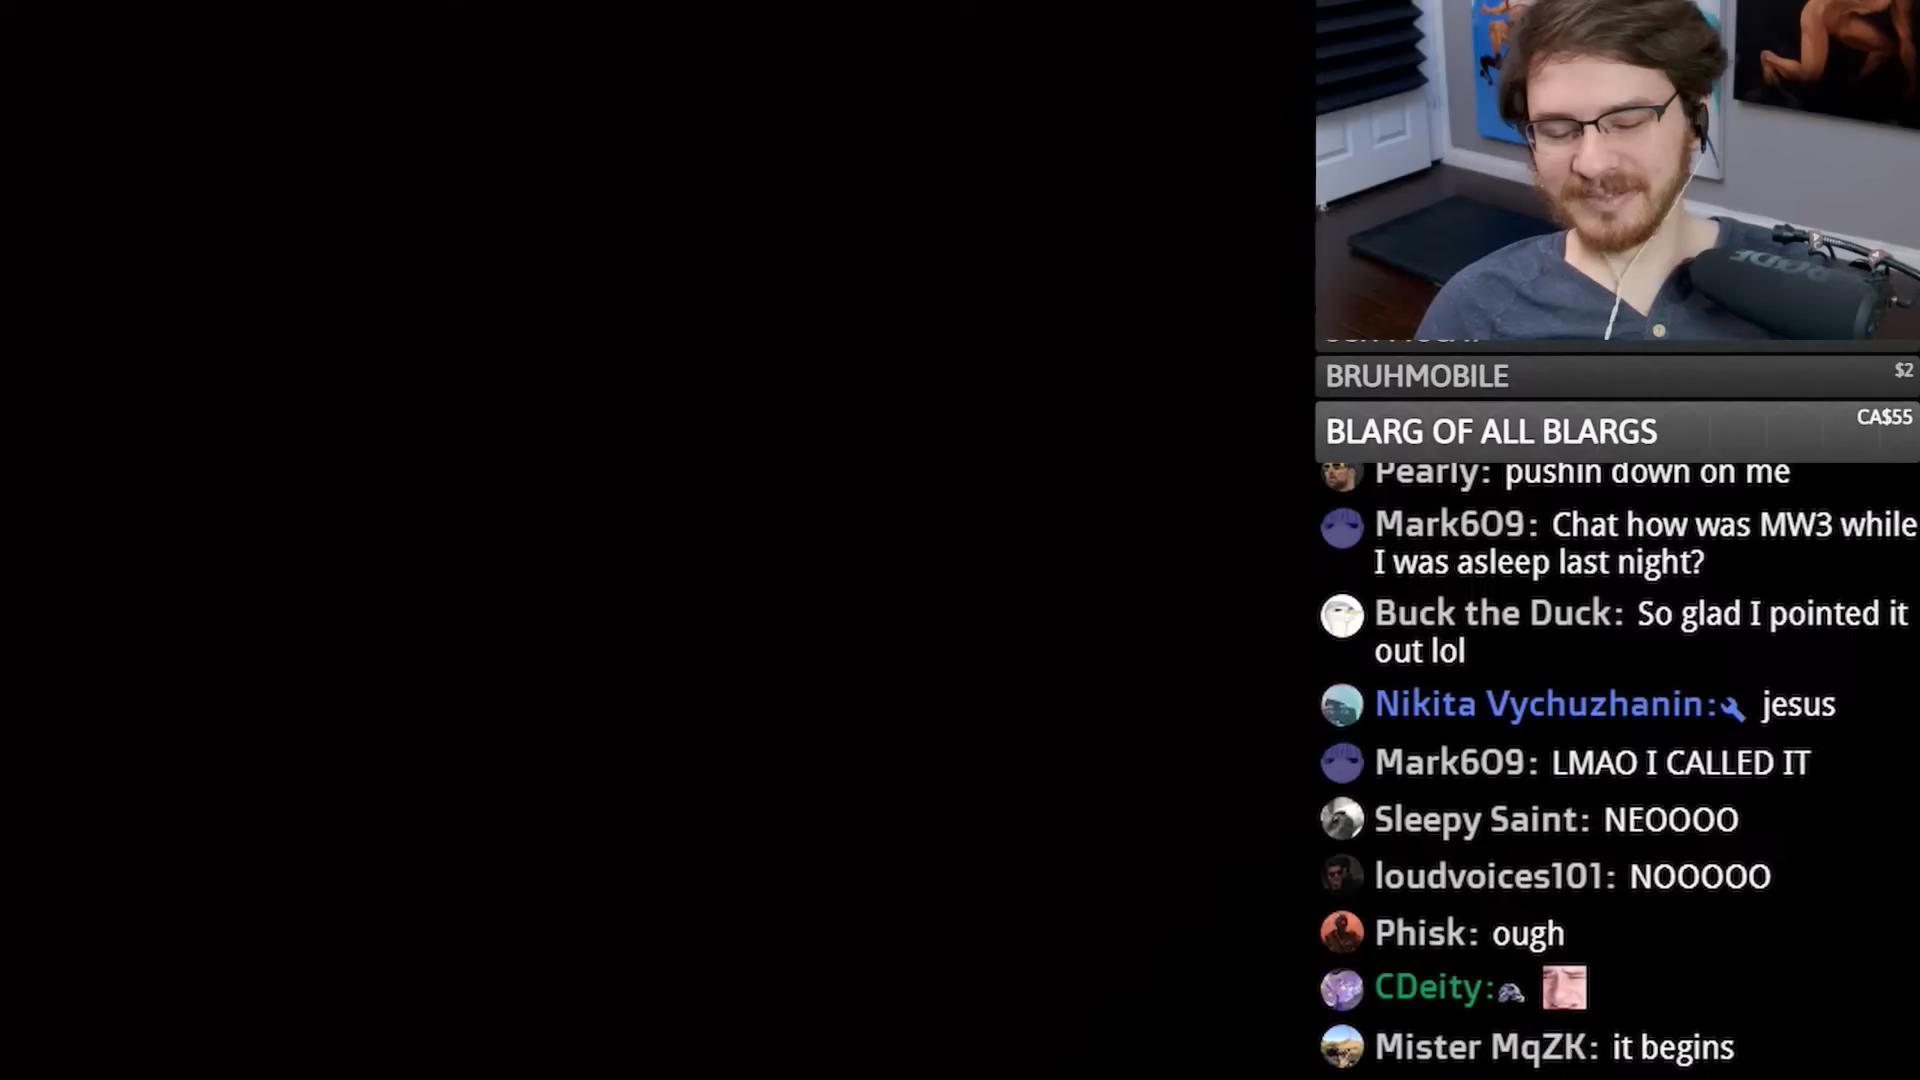 RODE
BRUHMOBILE $2
BLARG OF ALL BLARGS CA$55
Pearly: pushin down on me
Mark609: Chat how was MW3 while
I was asleep last night?
Buck the Duck: So glad I pointed it
out lol
Nikita Vychuzhanin: jesus
Mark609: LMAO I CALLED IT
Sleepy Saint: NEOOOO
loudvoices101: NOOOOO
Phisk: ough
CDeity:
Mister MqZK: it begins